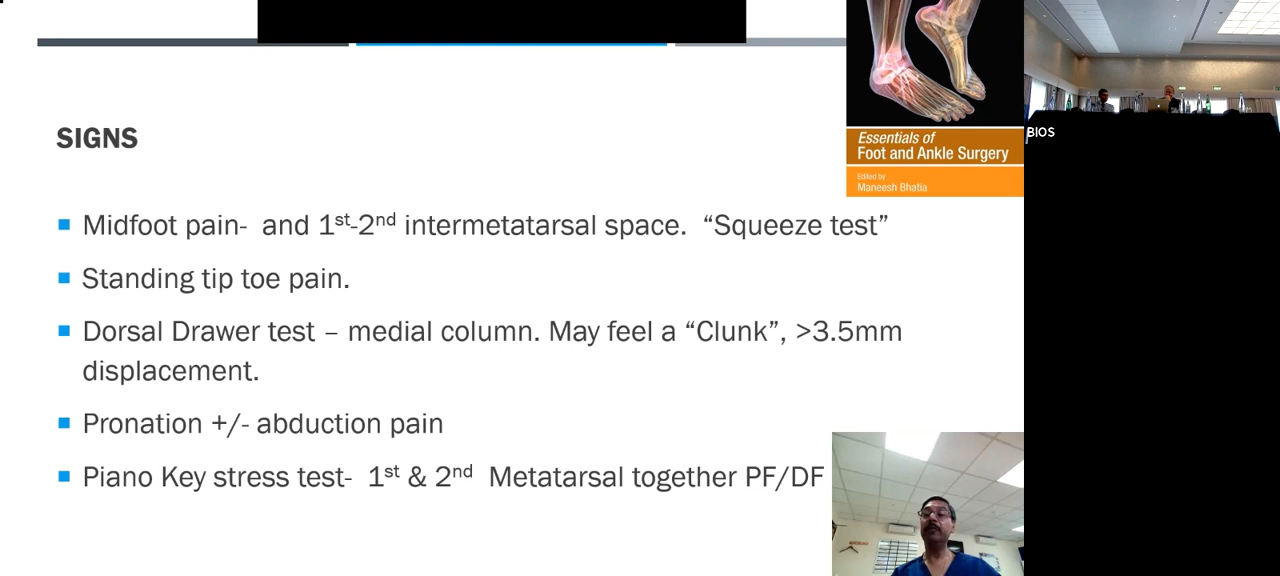 Essentials of
Foot and Ankle Surgery
Edited by
Maneesh Bhatia
BIOS
SIGNS
Midfoot pain-  and 1st-2nd intermetatarsal space.  “Squeeze test”
Standing tip toe pain.
Dorsal Drawer test – medial column. May feel a “Clunk”, >3.5mm
displacement.
Pronation +/- abduction pain
Piano Key stress test-  1st & 2nd  Metatarsal together PF/DF